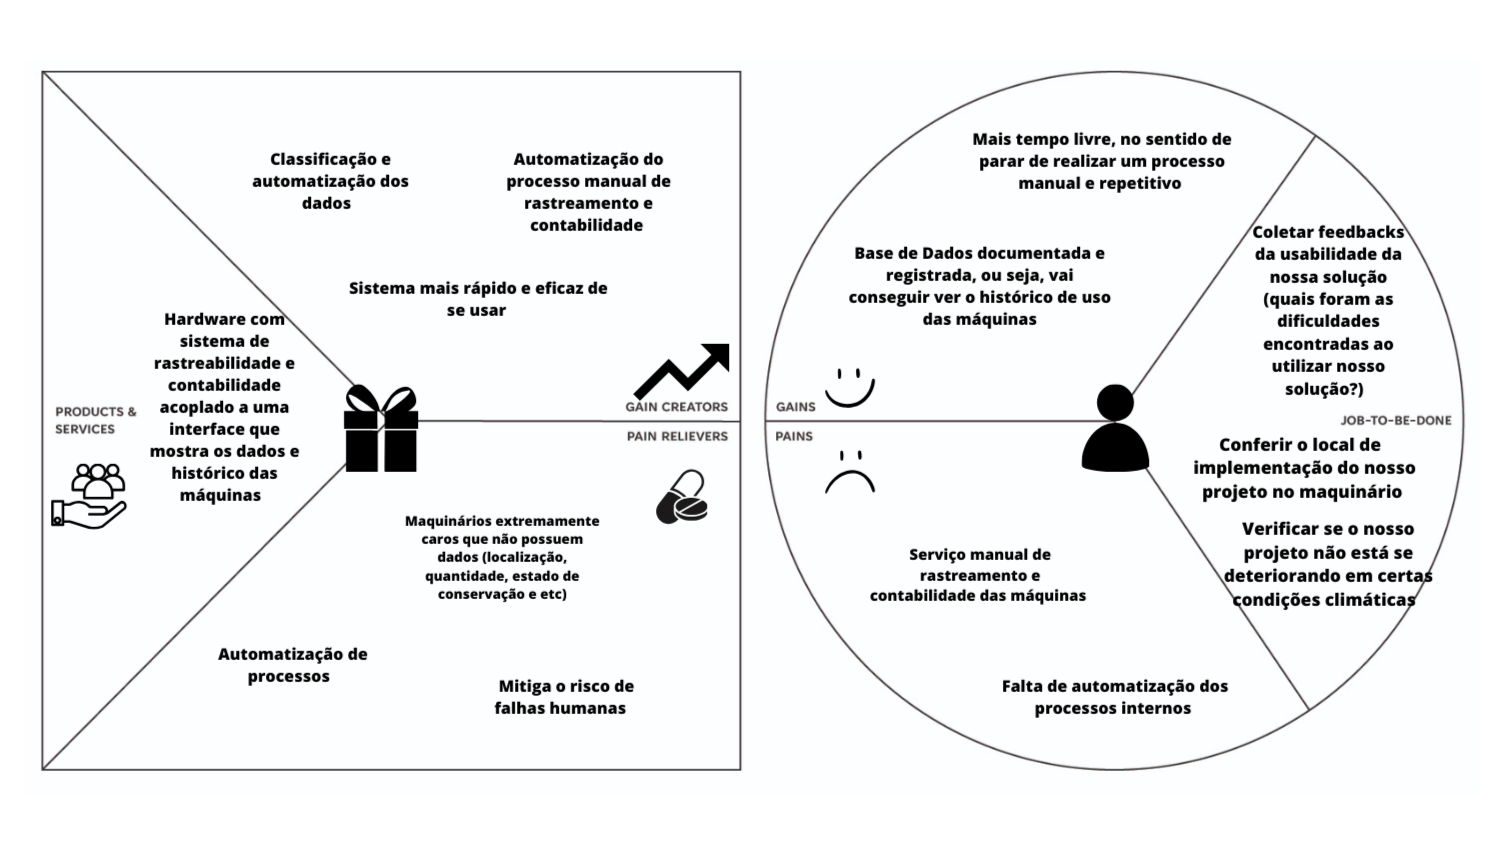 Classificação e
automatização dos
dados
Automatização do
processo manual de
rastreamento e
contabilidade
Sistema mais rápido e eficaz de
se usar
Hardware com
sistema de
rastreabilidade e
contabilidade
acoplado a uma
interface que
mostra os dados e
histórico das
máquinas
PRODUCTS &
SERVICES
GAIN CREATORS
PAIN RELIEVERS
Maquinários extremamente
caros que não possuem
dados (localização,
quantidade, estado de
conservação e etc)
Automatização de
processos
Mitiga o risco de
falhas humanas
Mais tempo livre, no sentido de
parar de realizar um processo
manual e repetitivo
Base de Dados documentada e
registrada, ou seja, vai
conseguir ver o histórico de uso
das máquinas
GAINS
PAINS
Serviço manual de
rastreamento e
contabilidade das máquinas
Falta de automatização dos
processos internos
Coletar feedbacks
da usabilidade da
nossa solução
(quais foram as
dificuldades
encontradas ao
utilizar nosso
solução?)
JOB-TO-BE-DONE
Conferir o local de
implementação do nosso
projeto no maquinário
Verificar se o nosso
projeto não está se
deteriorando em certas
condições climáticas